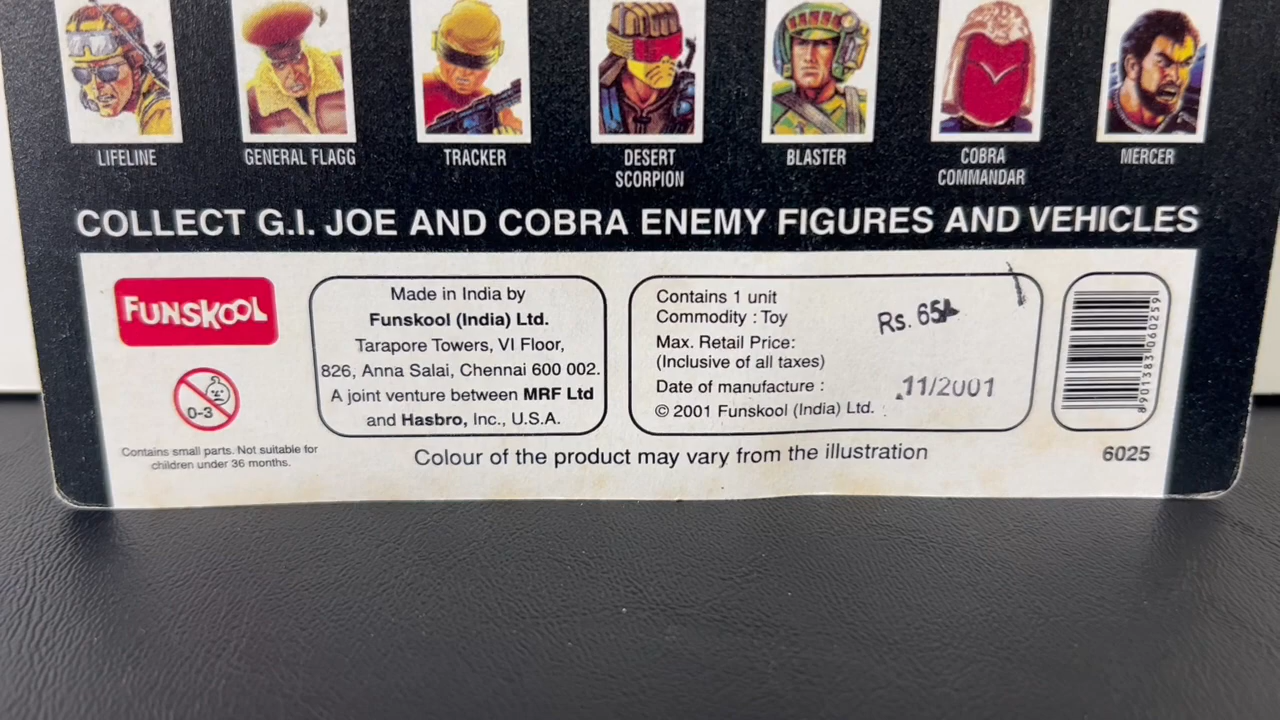 LIFELINE
GENERAL FLAGG
TRACKER
DESERT
SCORPION
BLASTER
COBRA
COMMANDAR
MERCER
COLLECT G.I. JOE AND COBRA ENEMY FIGURES AND VEHICLES
FUNSKOOL
0-3
Contains small parts. Not suitable for
children under 36 months.
Made in India by
Funskool (India) Ltd.
Tarapore Towers, VI Floor,
826, Anna Salai, Chennai 600 002.
A joint venture between MRF Ltd
and Hasbro, Inc., U.S.A.
Contains 1 unit
Commodity : Toy
Max. Retail Price:
(Inclusive of all taxes)
Rs. 65/-
Date of manufacture :
11/2001
© 2001 Funskool (India) Ltd.
8901383060259
Colour of the product may vary from the illustration
6025